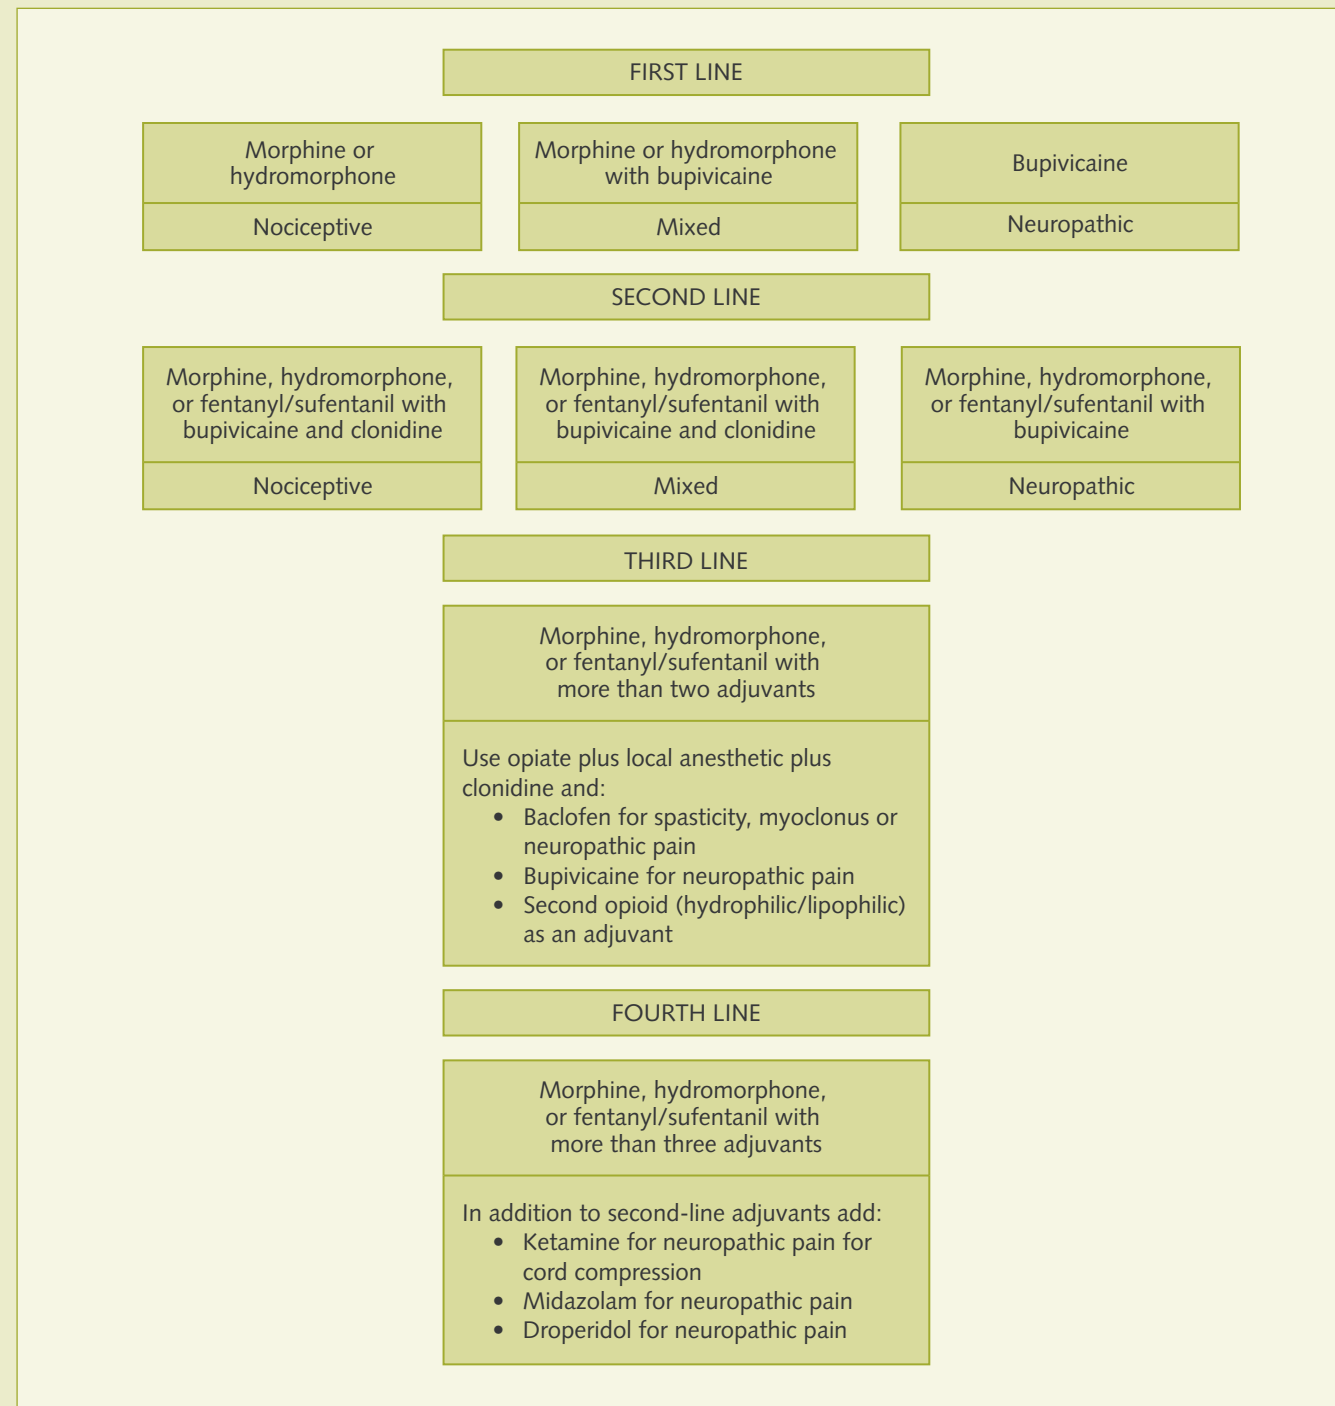 FIRST LINE
Morphine or
hydromorphone
Nociceptive
Morphine or hydromorphone
with bupivicaine
Mixed
Bupivicaine
Neuropathic
SECOND LINE
Morphine, hydromorphone,
or fentanyl/sufentanil with
bupivicaine and clonidine
Nociceptive
Morphine, hydromorphone,
or fentanyl/sufentanil with
bupivicaine and clonidine
Mixed
Morphine, hydromorphone,
or fentanyl/sufentanil with
bupivicaine
Neuropathic
THIRD LINE
Morphine, hydromorphone,
or fentanyl/sufentanil with
more than two adjuvants
Use opiate plus local anesthetic plus
clonidine and:
• Baclofen for spasticity, myoclonus or
neuropathic pain
• Bupivicaine for neuropathic pain
• Second opioid (hydrophilic/lipophilic)
as an adjuvant
FOURTH LINE
Morphine, hydromorphone,
or fentanyl/sufentanil with
more than three adjuvants
In addition to second-line adjuvants add:
• Ketamine for neuropathic pain for
cord compression
• Midazolam for neuropathic pain
• Droperidol for neuropathic pain